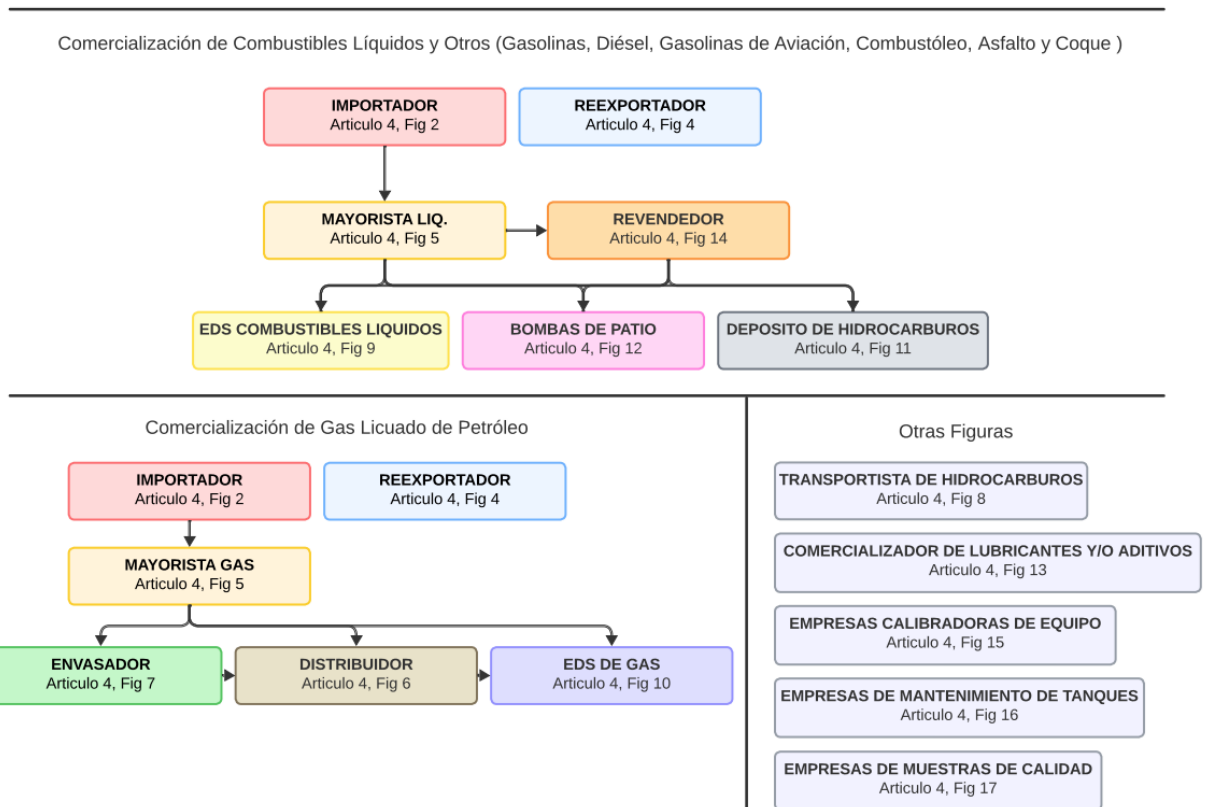 Comercialización de Combustibles Líquidos y Otros (Gasolinas, Diésel, Gasolinas de Aviación, Combustóleo, Asfalto y Coque )
IMPORTADOR
Articulo 4, Fig 2
REEXPORTADOR
Articulo 4, Fig 4
MAYORISTA LIQ.
Articulo 4, Fig 5
REVENDEDOR
Articulo 4, Fig 14
EDS COMBUSTIBLES LIQUIDOS
Articulo 4, Fig 9
BOMBAS DE PATIO
Articulo 4, Fig 12
DEPOSITO DE HIDROCARBUROS
Articulo 4, Fig 11
Comercialización de Gas Licuado de Petróleo
IMPORTADOR
Articulo 4, Fig 2
REEXPORTADOR
Articulo 4, Fig 4
MAYORISTA GAS
Articulo 4, Fig 5
ENVASADOR
Articulo 4, Fig 7
DISTRIBUIDOR
Articulo 4, Fig 6
EDS DE GAS
Articulo 4, Fig 10
Otras Figuras
TRANSPORTISTA DE HIDROCARBUROS
Articulo 4, Fig 8
COMERCIALIZADOR DE LUBRICANTES Y/O ADITIVOS
Articulo 4, Fig 13
EMPRESAS CALIBRADORAS DE EQUIPO
Articulo 4, Fig 15
EMPRESAS DE MANTENIMIENTO DE TANQUES
Articulo 4, Fig 16
EMPRESAS DE MUESTRAS DE CALIDAD
Articulo 4, Fig 17